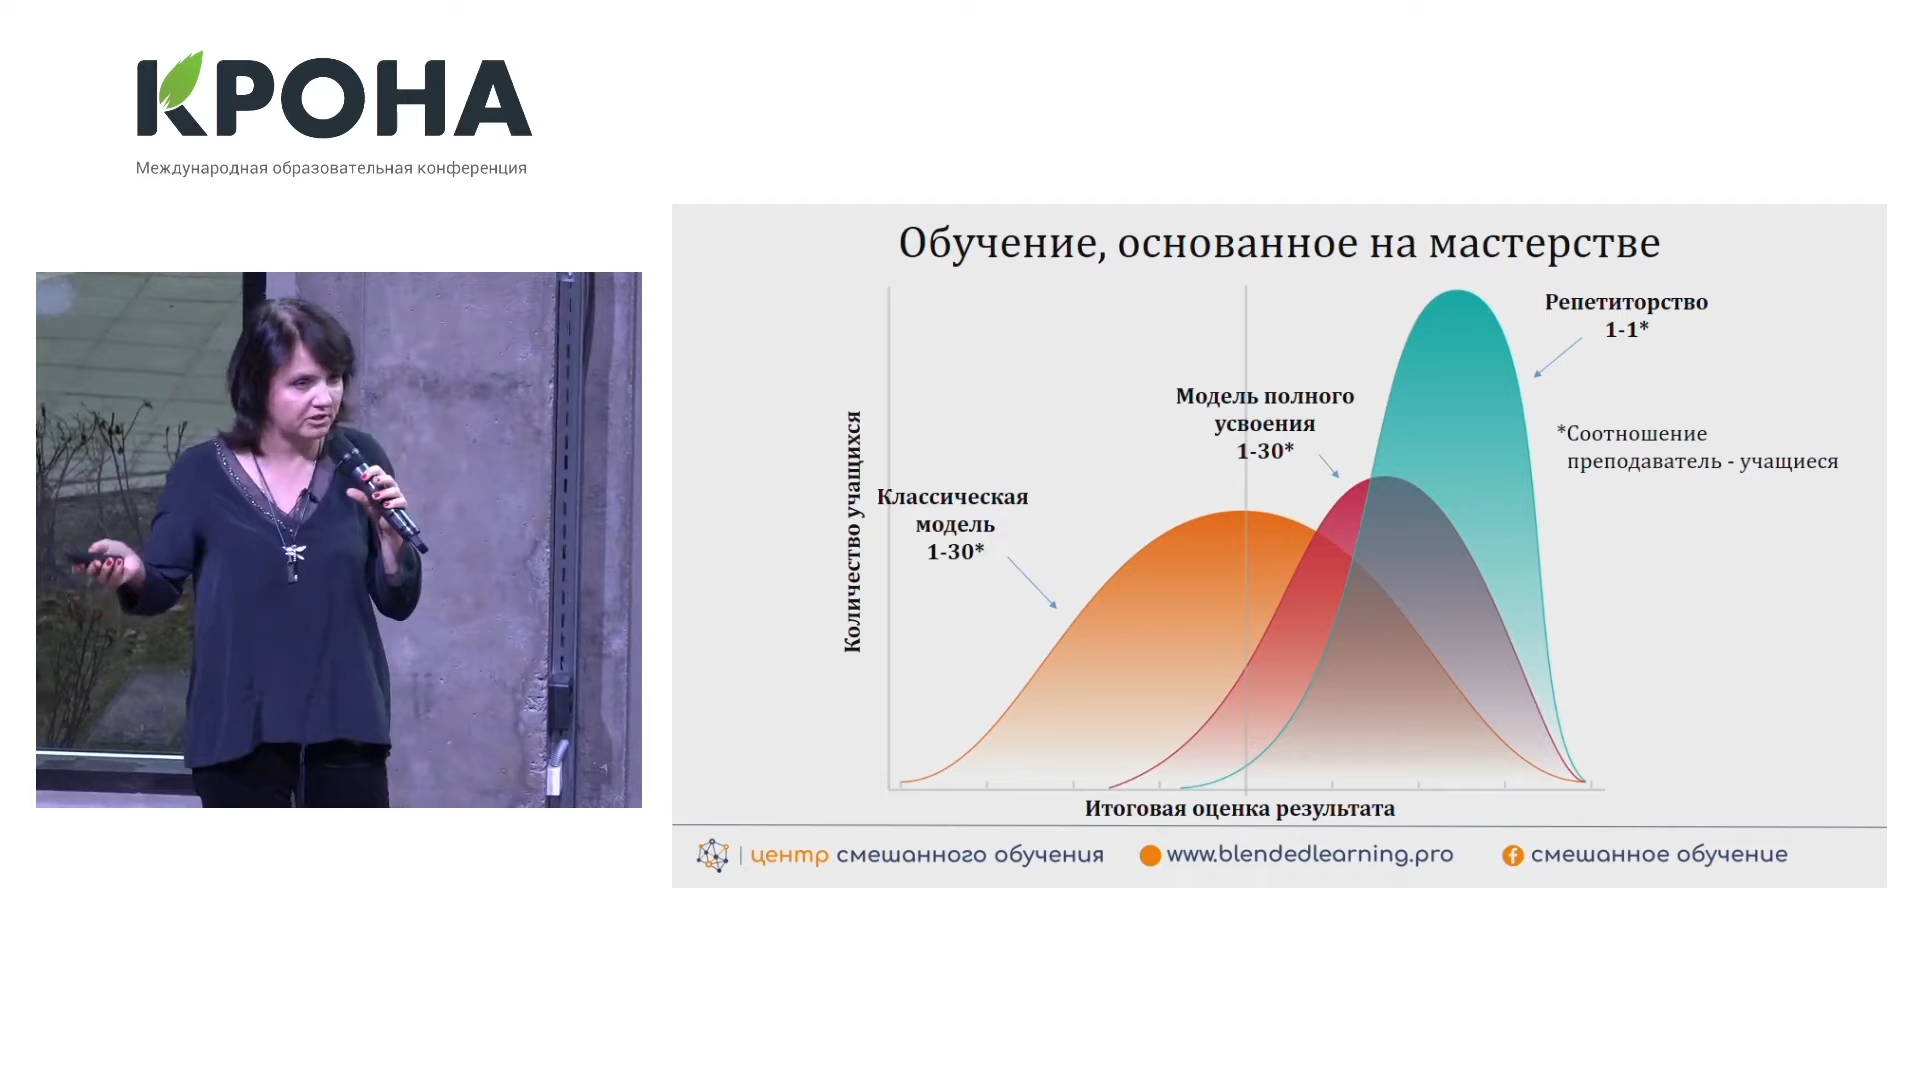 КРОНА
Международная образовательная конференция
Обучение, основанное на мастерстве
Репетиторство
1-1*
Модель полного
усвоения
1-30*
*Соотношение
преподаватель - учащиеся
Классическая
модель
1-30*
Количество учащихся
Итоговая оценка результата
центр смешанного обучения
www.blendedlearning.pro
смешанное обучение